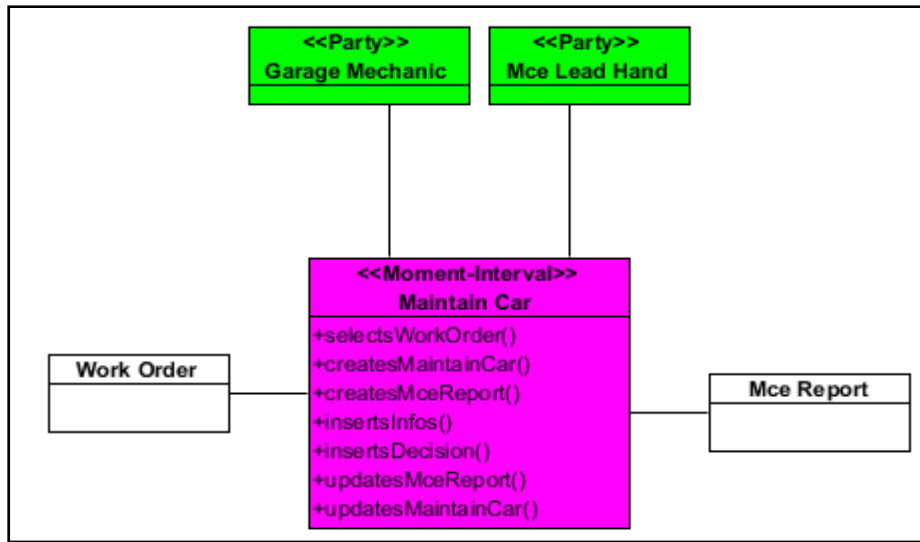 <<Party>>
Garage Mechanic
<<Party>>
Mce Lead Hand
<<Moment-Interval>>
Maintain Car
+selectsWorkOrder()
+createsMaintainCar()
+createsMceReport()
+insertsInfos()
+insertsDecision()
+updatesMceReport()
+updatesMaintainCar()
Work Order
Mce Report